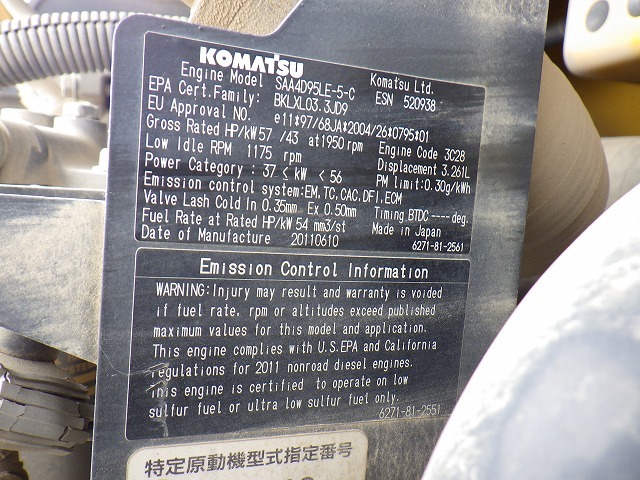 KOMATSU
Engine Model SAA4D95LE-5-C Komatsu Ltd.
EPA Cert.Family: BKLXL03.3JD9 ESN 520938
EU Approval NO. e11*97/68JA*2004/26*0795*01
Gross Rated HP/kW 57 /43 at 1950 rpm Engine Code 3C28
Low Idle RPM 1175 rpm Displacement 3.261L
Power Category : 37 < kW < 56 PM limit:0.30g/kWh
Emission control system:EM,TC,CAC,DFI,ECM
Valve Lash Cold In 0.35mm Ex 0.50mm Timing BTDC ---- deg.
Fuel Rate at Rated HP/kW 54 mm3/st Made in Japan
Date of Manufacture 20110610 6271-81-2561
Emission Control Information
WARNING:Injury may result and warranty is voided
if fuel rate, rpm or altitudes exceed published
maximum values for this model and application.
This engine complies with U.S.EPA and California
regulations for 2011 nonroad diesel engines.
This engine is certified to operate on low
sulfur fuel or ultra low sulfur fuel only.
6271-81-2551
特定原動機型式指定番号